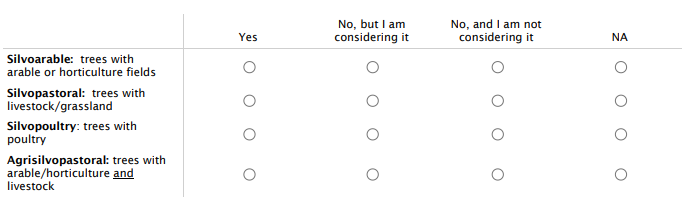 Yes
No, but I am
considering it
No, and I am not
considering it
NA
Silvoarable: trees with
arable or horticulture fields
Silvopastoral: trees with
livestock/grassland
Silvopoultry: trees with
poultry
Agrisilvopastoral: trees with
arable/horticulture and
livestock